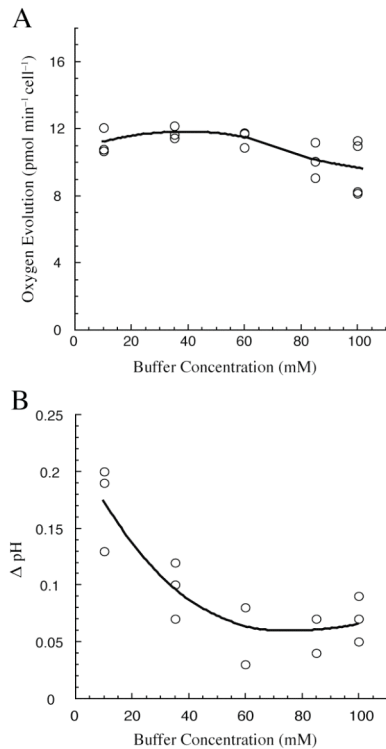 A
Oxygen Evolution (pmol min⁻¹ cell⁻¹)
16
12
8
4
0
0 20 40 60 80 100
Buffer Concentration (mM)
B
Δ pH
0.25
0.2
0.15
0.1
0.05
0
0 20 40 60 80 100
Buffer Concentration (mM)